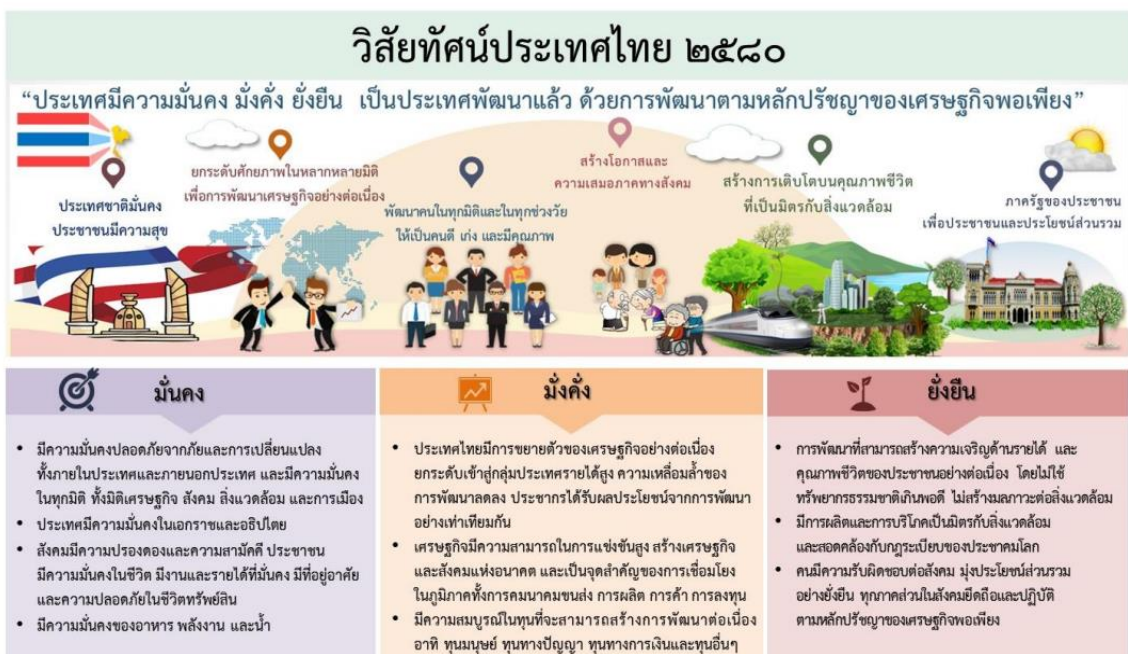 วิสัยทัศน์ประเทศไทย ๒๕๘๐
“ประเทศมีความมั่นคง มั่งคั่ง ยั่งยืน เป็นประเทศพัฒนาแล้ว ด้วยการพัฒนาตามหลักปรัชญาของเศรษฐกิจพอเพียง”
ประเทศชาติมั่นคง
ประชาชนมีความสุข
ยกระดับศักยภาพในหลากหลายมิติ
เพื่อการพัฒนาเศรษฐกิจอย่างต่อเนื่อง
พัฒนาคนในทุกมิติและในทุกช่วงวัย
ให้เป็นคนดี เก่ง และมีคุณภาพ
สร้างโอกาสและ
ความเสมอภาคทางสังคม
สร้างการเติบโตบนคุณภาพชีวิต
ที่เป็นมิตรกับสิ่งแวดล้อม
ภาครัฐของประชาชน
เพื่อประชาชนและประโยชน์ส่วนรวม
มั่นคง
• มีความมั่นคงปลอดภัยจากภัยและการเปลี่ยนแปลง
ทั้งภายในประเทศและภายนอกประเทศ และมีความมั่นคง
ในทุกมิติ ทั้งมิติเศรษฐกิจ สังคม สิ่งแวดล้อม และการเมือง
• ประเทศมีความมั่นคงในเอกราชและอธิปไตย
• สังคมมีความปรองดองและความสามัคคี ประชาชน
มีความมั่นคงในชีวิต มีงานและรายได้ที่มั่นคง มีที่อยู่อาศัย
และความปลอดภัยในชีวิตทรัพย์สิน
• มีความมั่นคงของอาหาร พลังงาน และน้ำ
มั่งคั่ง
• ประเทศไทยมีการขยายตัวของเศรษฐกิจอย่างต่อเนื่อง
ยกระดับเข้าสู่กลุ่มประเทศรายได้สูง ความเหลื่อมล้ำของ
การพัฒนาลดลง ประชากรได้รับผลประโยชน์จากการพัฒนา
อย่างเท่าเทียมกัน
• เศรษฐกิจมีความสามารถในการแข่งขันสูง สร้างเศรษฐกิจ
และสังคมแห่งอนาคต และเป็นจุดสำคัญของการเชื่อมโยง
ในภูมิภาคทั้งการคมนาคมขนส่ง การผลิต การค้า การลงทุน
• มีความสมบูรณ์ในทุนที่จะสามารถสร้างการพัฒนาต่อเนื่อง
อาทิ ทุนมนุษย์ ทุนทางปัญญา ทุนทางการเงินและทุนอื่นๆ
ยั่งยืน
• การพัฒนาที่สามารถสร้างความเจริญด้านรายได้ และ
คุณภาพชีวิตของประชาชนอย่างต่อเนื่อง โดยไม่ใช้
ทรัพยากรธรรมชาติเกินพอดี ไม่สร้างมลภาวะต่อสิ่งแวดล้อม
• มีการผลิตและการบริโภคเป็นมิตรกับสิ่งแวดล้อม
และสอดคล้องกับกฎระเบียบของประชาคมโลก
• คนมีความรับผิดชอบต่อสังคม มุ่งประโยชน์ส่วนรวม
อย่างยั่งยืน ทุกภาคส่วนในสังคมยึดถือและปฏิบัติ
ตามหลักปรัชญาของเศรษฐกิจพอเพียง